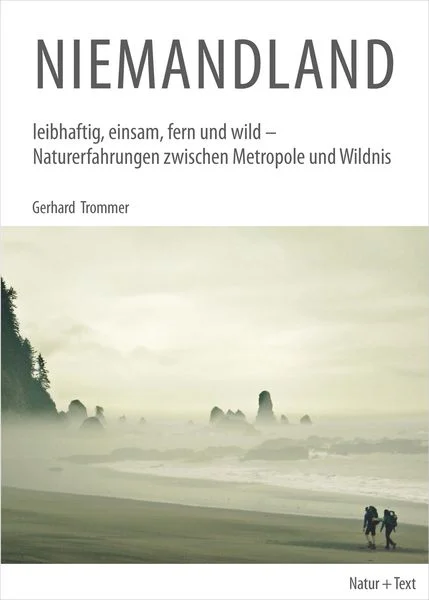 NIEMANDLAND
leibhaftig, einsam, fern und wild –
Naturerfahrungen zwischen Metropole und Wildnis
Gerhard Trommer
Natur + Text